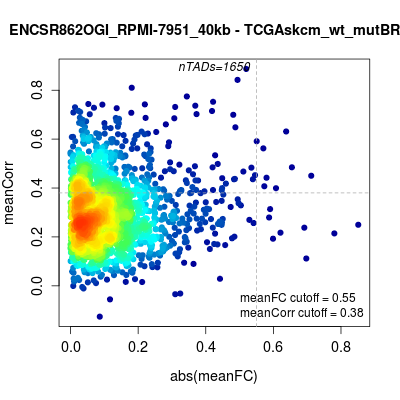 ENCSR862OGI_RPMI-7951_40kb - TCGAskcm_wt_mutBR
nTADs=1650
meanCorr
0.8
0.6
0.4
0.2
0.0
meanFC cutoff = 0.55
meanCorr cutoff = 0.38
0.0 0.2 0.4 0.6 0.8
abs(meanFC)